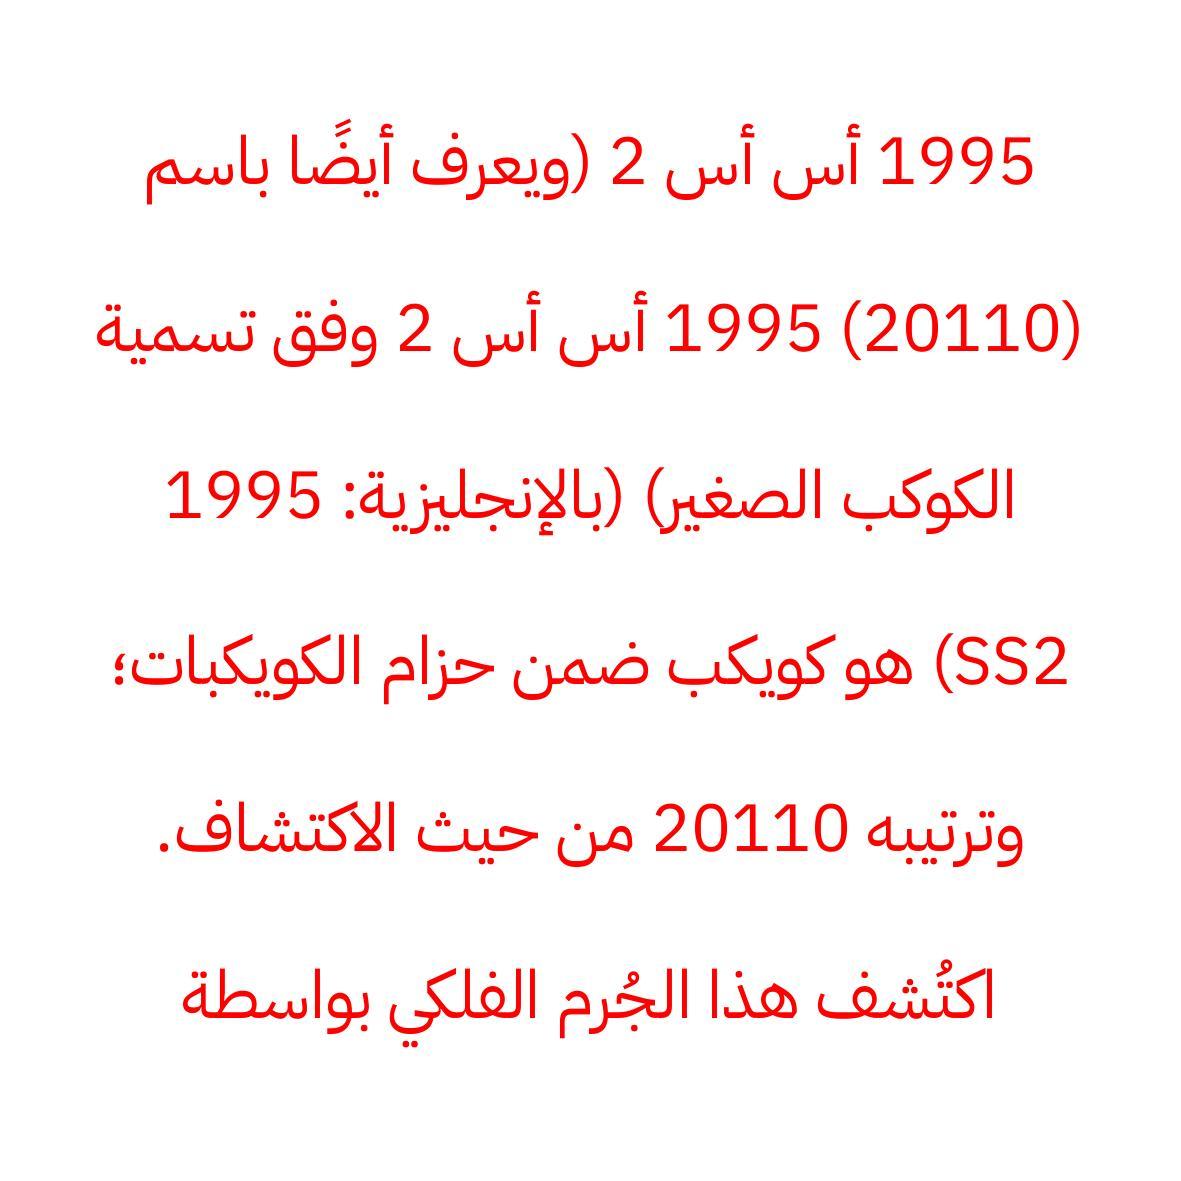 1995 أس أس 2 (ويعرف أيضًا باسم
(20110) 1995 أس أس 2 وفق تسمية
الكوكب الصغير) (بالإنجليزية: 1995
SS2) هو كويكب ضمن حزام الكويكبات؛
وترتيبه 20110 من حيث الاكتشاف.
اكتُشف هذا الجُرم الفلكي بواسطة